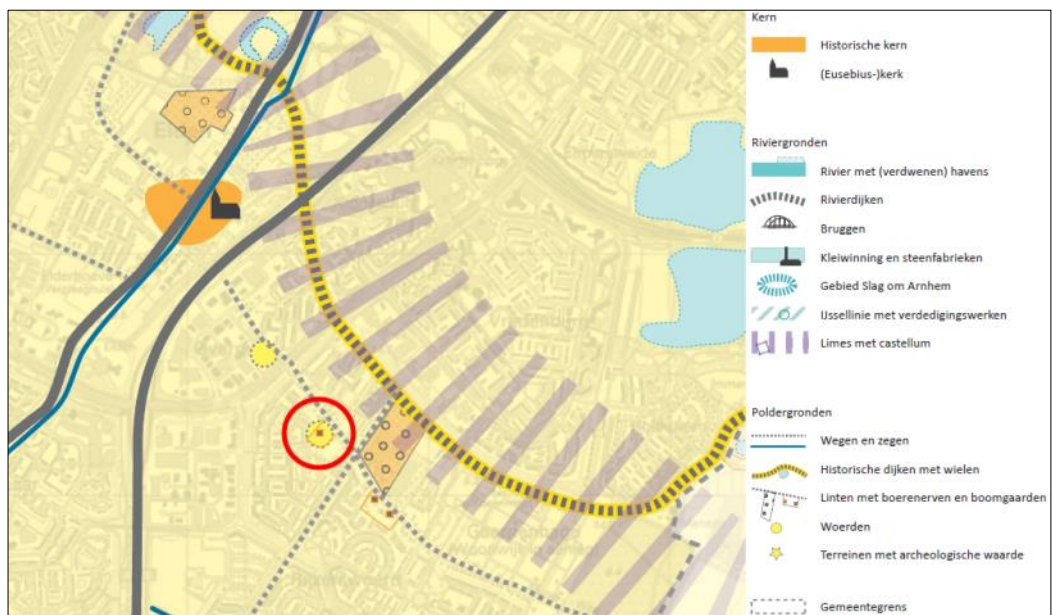 Kern
Historische kern
(Eusebius-)kerk
Riviergronden
Rivier met (verdwenen) havens
Rivierdijken
Bruggen
Kleiwinning en steenfabrieken
Gebied Slag om Arnhem
IJssellinie met verdedigingswerken
Limes met castellum
Poldergronden
Wegen en zegen
Historische dijken met wielen
Linten met boerenerven en boomgaarden
Woerden
Terreinen met archeologische waarde
Gemeentegrens